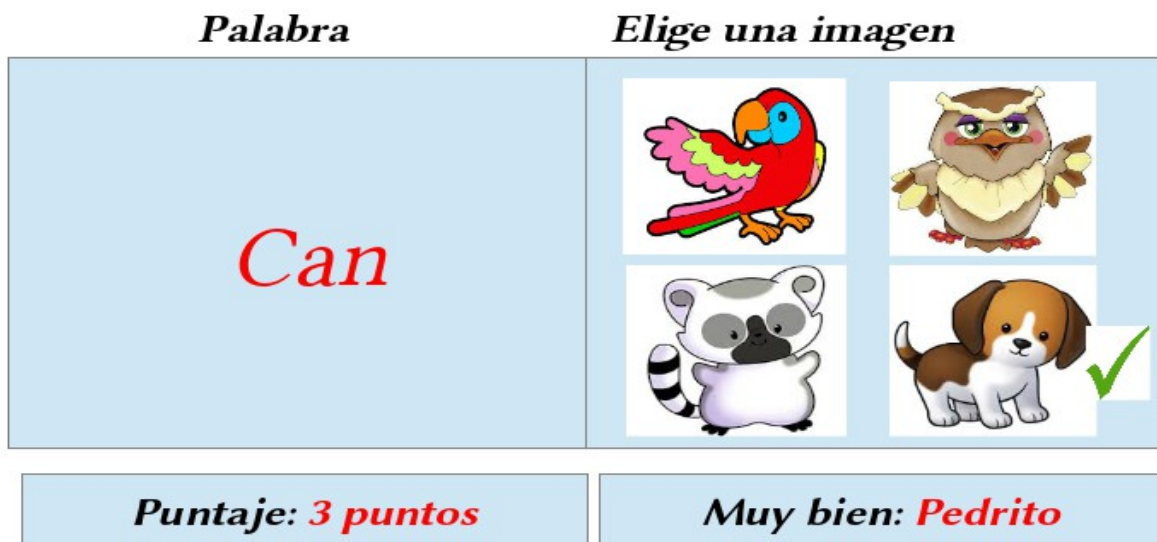 Palabra
Elige una imagen
Can
Puntaje: 3 puntos
Muy bien: Pedrito